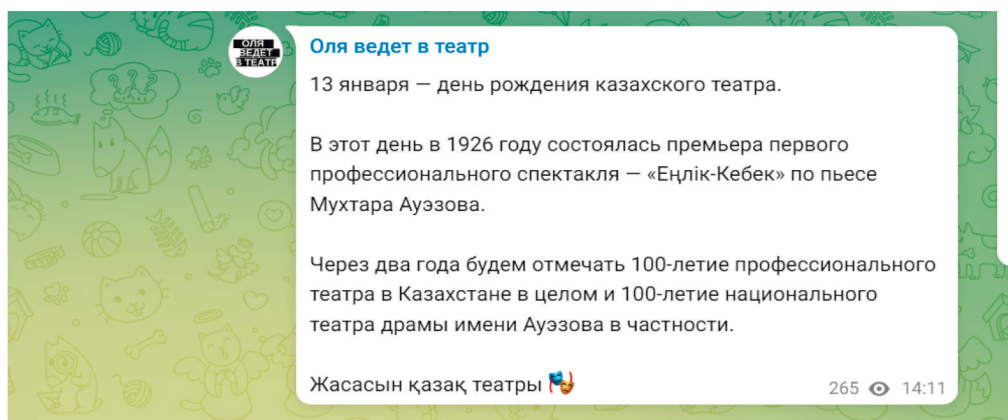 ОЛЯ
ВЕДЕТ
В ТЕАТР
Оля ведет в театр
13 января — день рождения казахского театра.
В этот день в 1926 году состоялась премьера первого
профессионального спектакля — «Еңлік-Кебек» по пьесе
Мухтара Ауэзова.
Через два года будем отмечать 100-летие профессионального
театра в Казахстане в целом и 100-летие национального
театра драмы имени Ауэзова в частности.
Жасасын қазақ театры 🎭
265 14:11